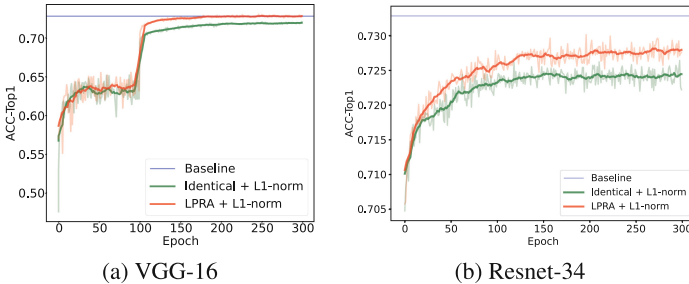 ACC-Top1
0.70
0.65
0.60
0.55
0.50
Baseline
Identical + L1-norm
LPRA + L1-norm
0 50 100 150 200 250 300
Epoch
(a) VGG-16
ACC-Top1
0.730
0.725
0.720
0.715
0.710
0.705
Baseline
Identical + L1-norm
LPRA + L1-norm
0 50 100 150 200 250 300
Epoch
(b) Resnet-34